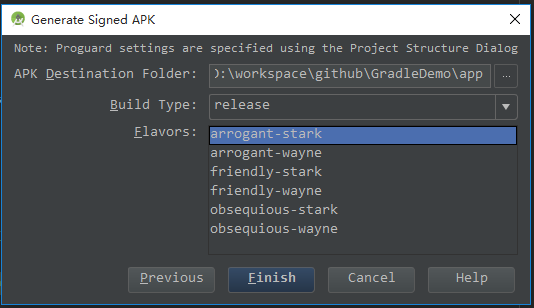 Generate Signed APK
Note: Proguard settings are specified using the Project Structure Dialog
APK Destination Folder: D:\workspace\github\GradleDemo\app ...
Build Type: release
Flavors:
arrogant-stark
arrogant-wayne
friendly-stark
friendly-wayne
obsequious-stark
obsequious-wayne
Previous Finish Cancel Help